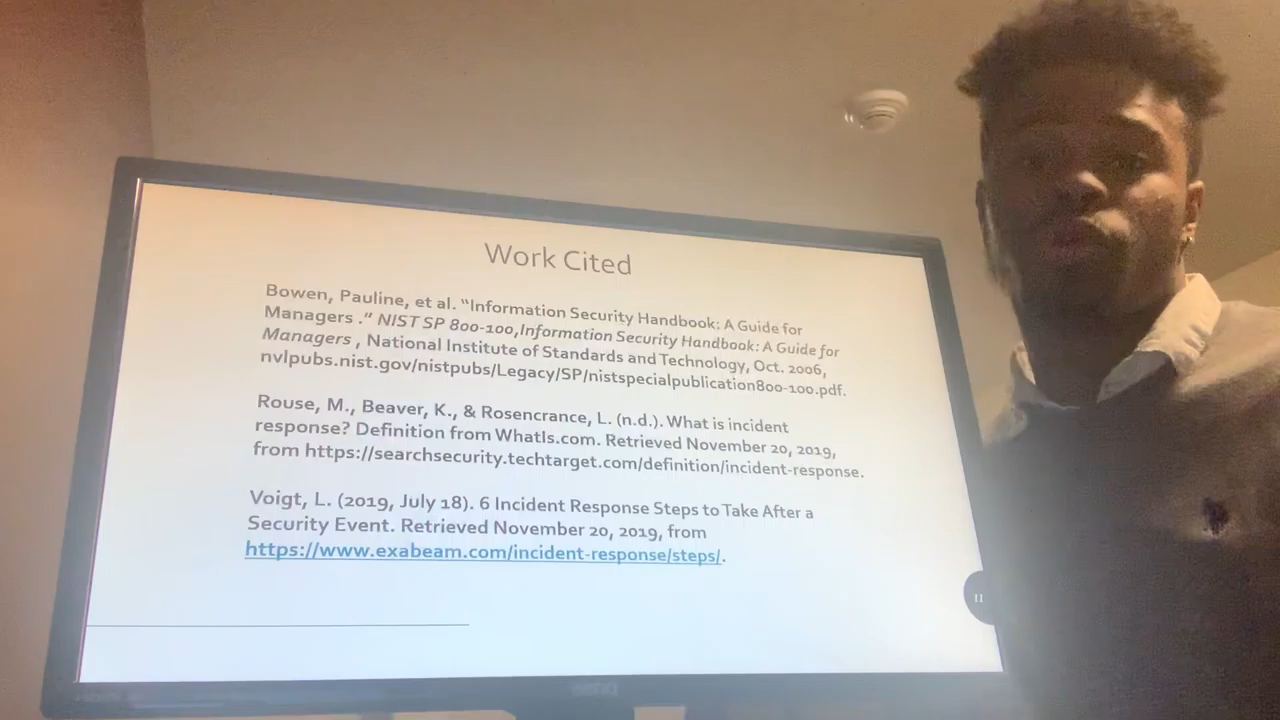 Work Cited
Bowen, Pauline, et al. “Information Security Handbook: A Guide for
Managers .” NIST SP 800-100,Information Security Handbook: A Guide for
Managers , National Institute of Standards and Technology, Oct. 2006,
nvlpubs.nist.gov/nistpubs/Legacy/SP/nistspecialpublication800-100.pdf.
Rouse, M., Beaver, K., & Rosencrance, L. (n.d.). What is incident
response? Definition from WhatIs.com. Retrieved November 20, 2019,
from https://searchsecurity.techtarget.com/definition/incident-response.
Voigt, L. (2019, July 18). 6 Incident Response Steps to Take After a
Security Event. Retrieved November 20, 2019, from
https://www.exabeam.com/incident-response/steps/.
11